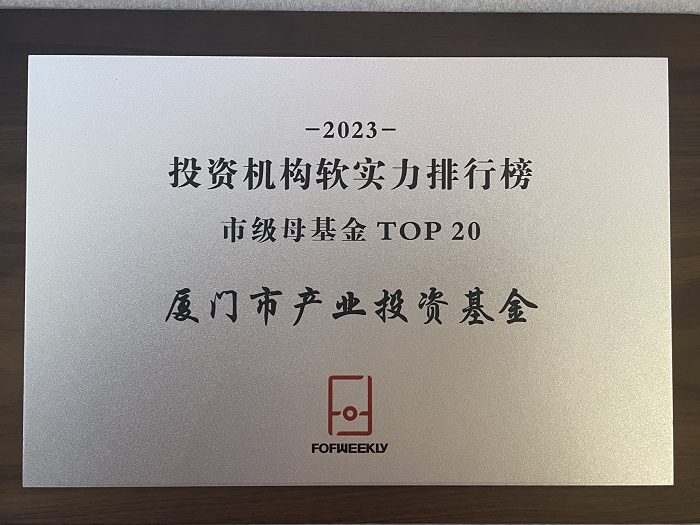 -2023-
投资机构软实力排行榜
市级母基金 TOP 20
厦门市产业投资基金
FOFWEEKLY